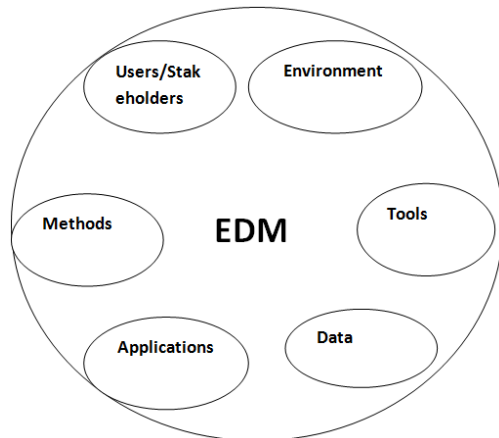 Users/Stak
eholders
Environment
Methods
EDM
Tools
Applications
Data